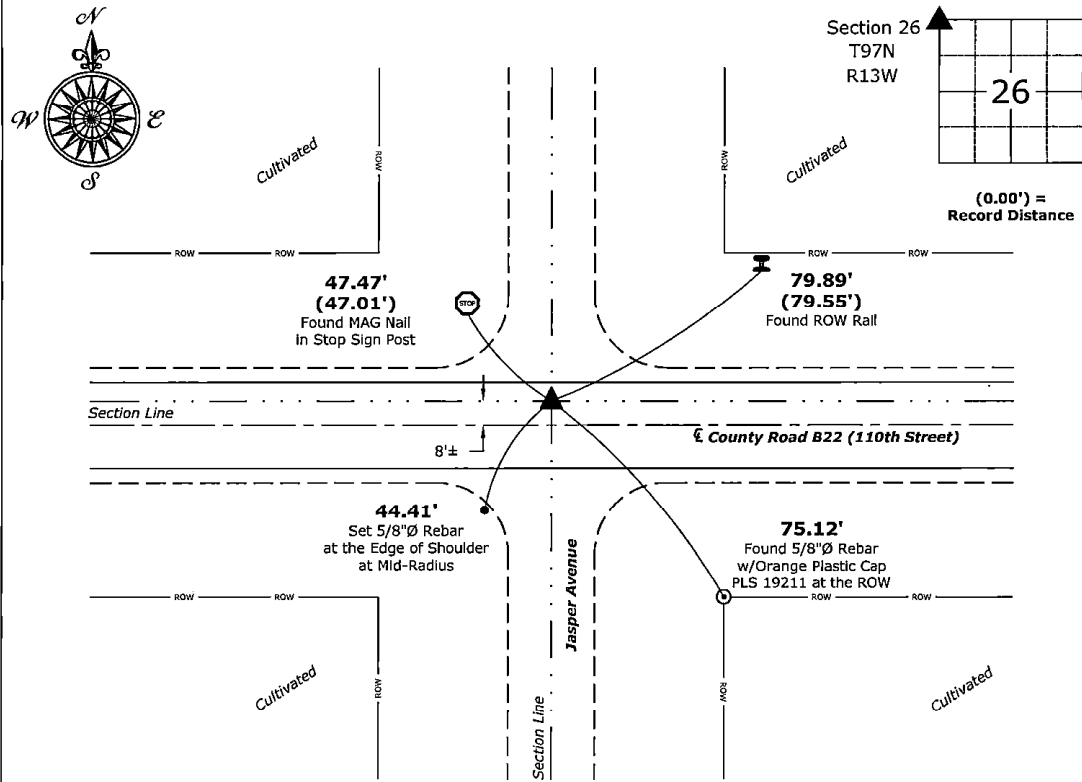 N
W
E
S
Section 26
T97N
R13W
26
(0.00') =
Record Distance
Cultivated
ROW
ROW
Cultivated
ROW
ROW
ROW
ROW
47.47'
(47.01')
Found MAG Nail
in Stop Sign Post
STOP
79.89'
(79.55')
Found ROW Rail
Section Line
8'±
℄ County Road B22 (110th Street)
44.41'
Set 5/8"Ø Rebar
at the Edge of Shoulder
at Mid-Radius
75.12'
Found 5/8"Ø Rebar
w/Orange Plastic Cap
PLS 19211 at the ROW
Jasper Avenue
ROW
ROW
ROW
ROW
Cultivated
ROW
ROW
Cultivated
Section Line